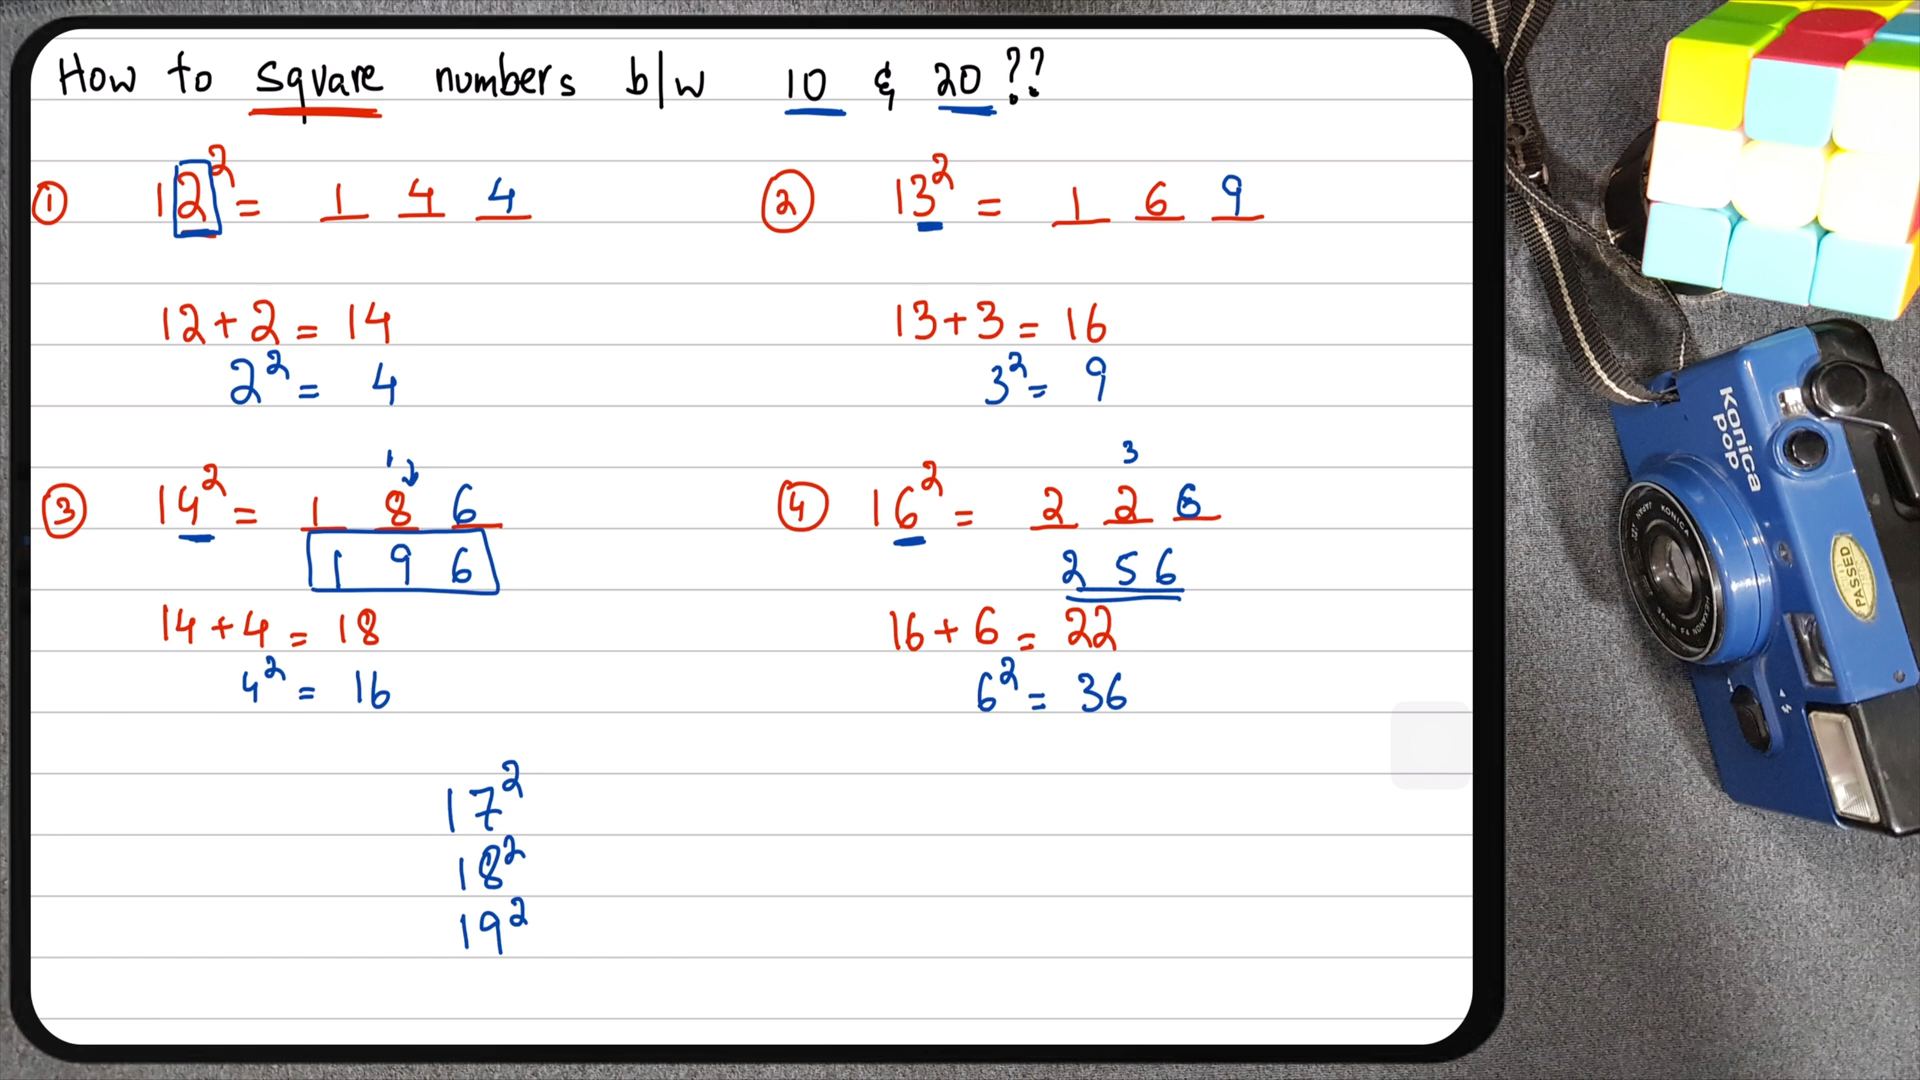 How to square numbers b/w 10 & 20 ??
① 12² = 1 4 4
12 + 2 = 14
2² = 4
② 13² = 1 6 9
13 + 3 = 16
3² = 9
③ 14² = 1 8 6
1
1 9 6
14 + 4 = 18
4² = 16
④ 16² = 2 2 6
3
2 5 6
16 + 6 = 22
6² = 36
17²
18²
19²
Konica
pop
PASSED